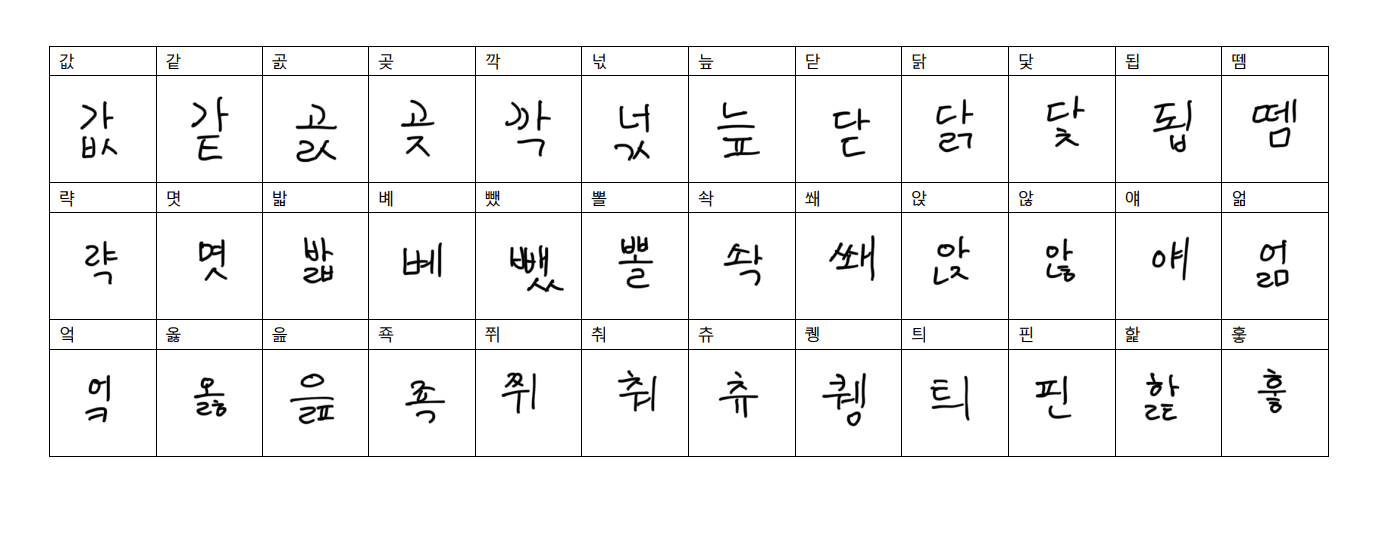 값 같 곬 곶 깍 넋 늪 닫 닭 닻 됩 뗌
값 같 곬 곶 깍 넋 늪 닫 닭 닻 됩 뗌
략 몃 밟 베 뺐 뽈 솩 쐐 앉 않 얘 얾
략 몃 밟 베 뺐 뽈 솩 쐐 앉 않 얘 얾
엌 옳 읊 죡 쮜 춰 츄 퀭 틔 핀 핥 훟
엌 옳 읊 죡 쮜 춰 츄 퀭 틔 핀 핥 훟